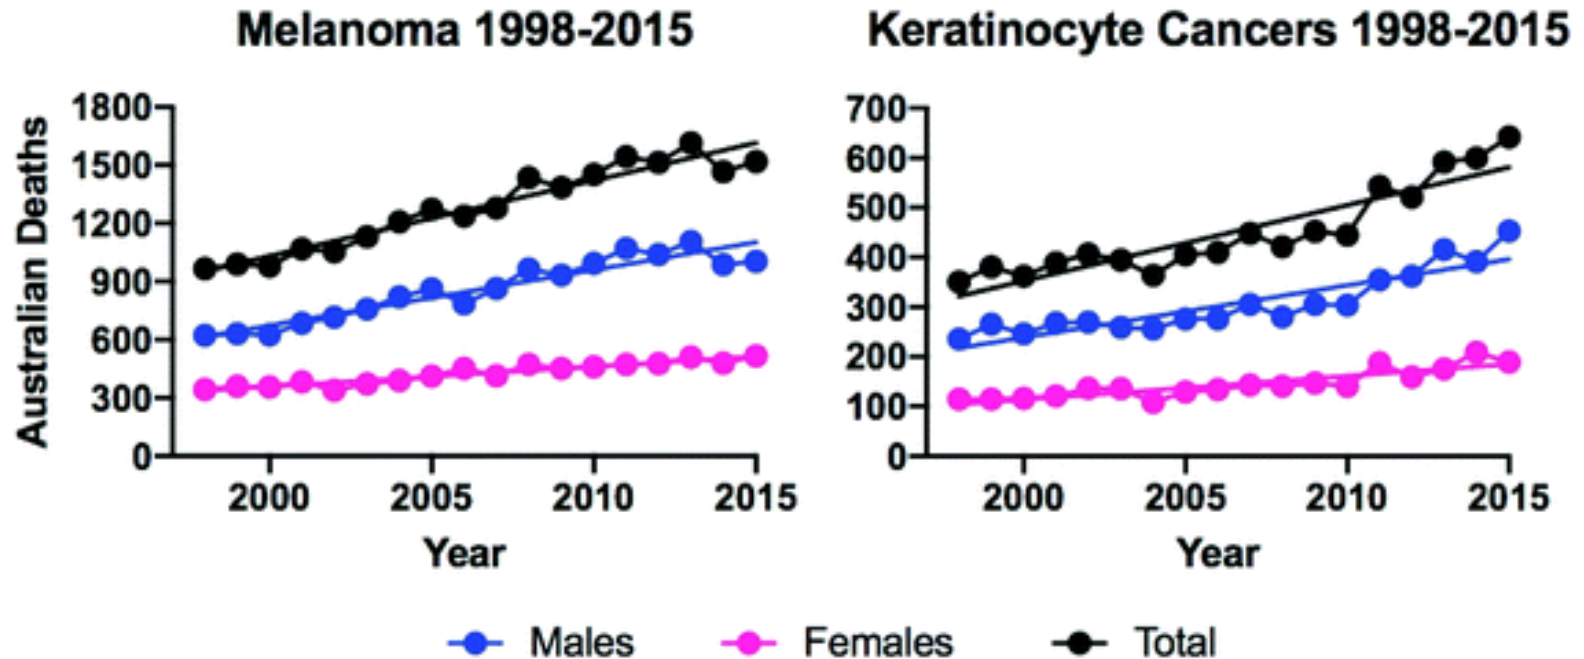 Melanoma 1998-2015
Keratinocyte Cancers 1998-2015
Australian Deaths
1800
1500
1200
900
600
300
0
2000 2005 2010 2015
Year
700
600
500
400
300
200
100
0
2000 2005 2010 2015
Year
Males Females Total